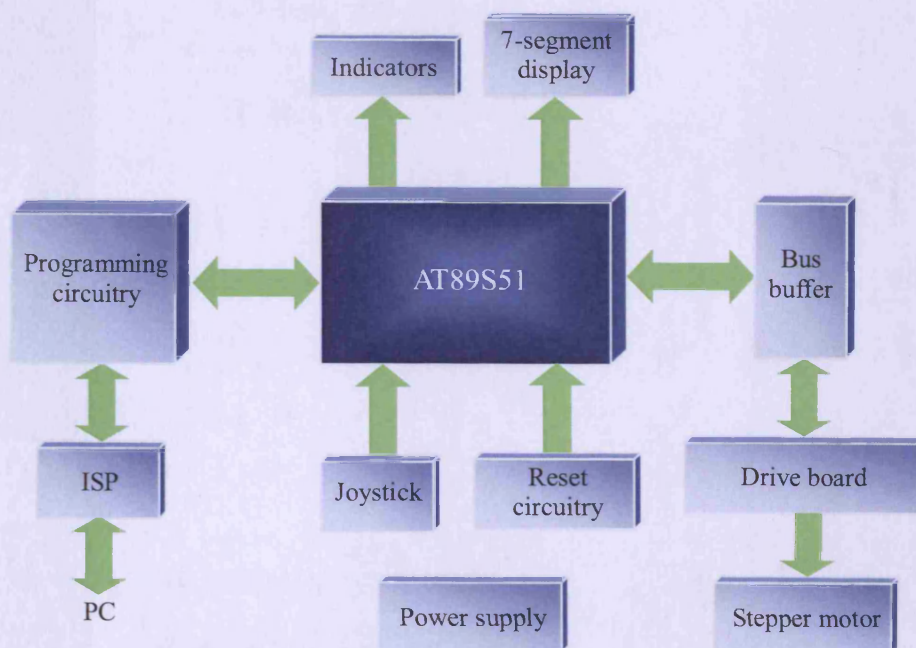 Indicators
7-segment
display
Programming
circuitry
AT89S51
Bus
buffer
ISP
Joystick
Reset
circuitry
Drive board
PC
Power supply
Stepper motor